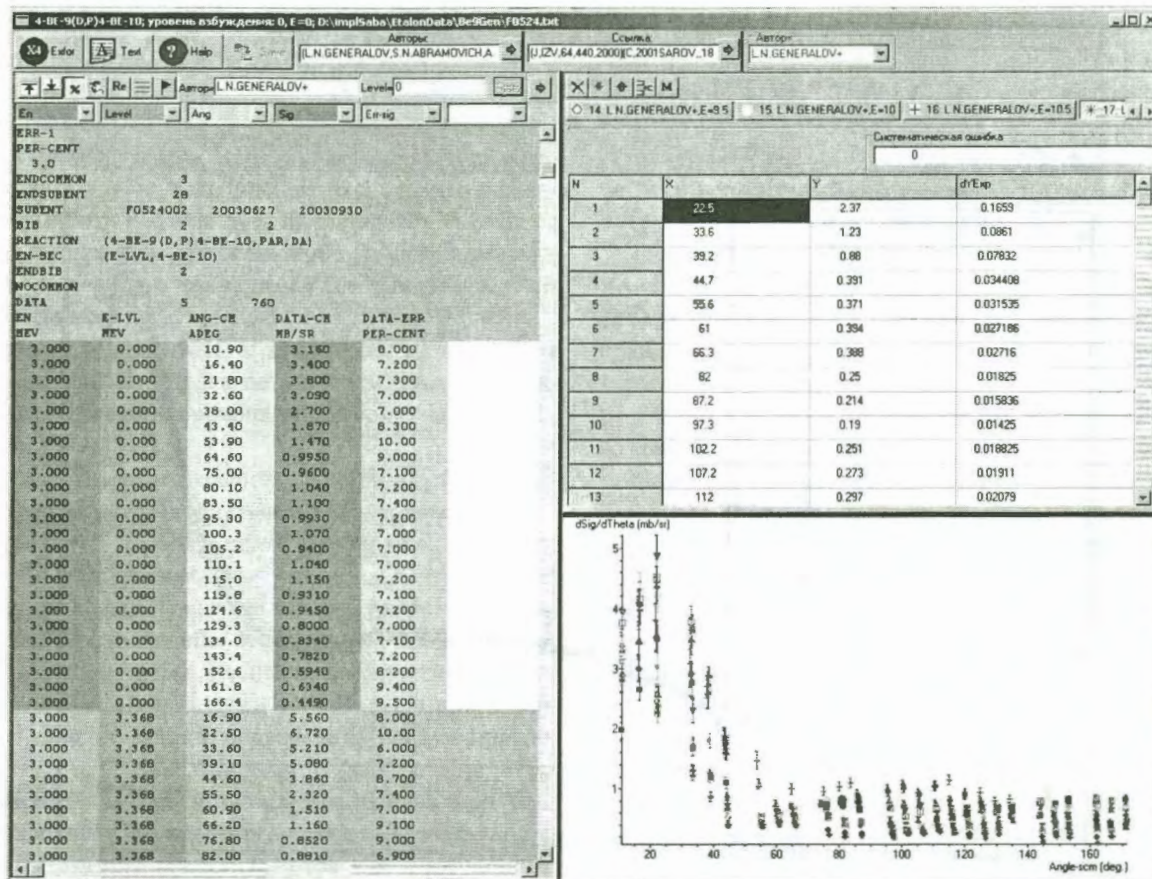 4-BE-9(D,P)4-BE-10; уровень возбуждения: 0, E=0; D:\ImplSaba\EtalonData\Be9Gen\F0524.txt
X4 Exfor Text Help Save
Авторы
(L.N.GENERALOV,S.N.ABRAMOVICH,A
Ссылка
(J,IZV,64,440,2000)(C,2001SAROV,,18
Автор+
L.N.GENERALOV+
Re Автор= L.N.GENERALOV+ Level= 0
En Level Ang Sig Err-sig
ERR-1
PER-CENT
3.0
ENDCOMMON 3
ENDSUBENT 28
SUBENT F0524002 20030627 20030930
BIB 2 2
REACTION (4-BE-9(D,P)4-BE-10,PAR,DA)
EN-SEC (E-LVL,4-BE-10)
ENDBIB 2
NOCOMMON
DATA 5 760
EN E-LVL ANG-CM DATA-CM DATA-ERR
MEV MEV ADEG MB/SR PER-CENT
3.000 0.000 10.90 3.160 8.000
3.000 0.000 16.40 3.400 7.200
3.000 0.000 21.80 3.800 7.300
3.000 0.000 32.60 3.090 7.000
3.000 0.000 38.00 2.700 7.000
3.000 0.000 43.40 1.870 8.300
3.000 0.000 53.90 1.470 10.00
3.000 0.000 64.60 0.9950 9.000
3.000 0.000 75.00 0.9600 7.100
3.000 0.000 80.10 1.040 7.200
3.000 0.000 83.50 1.100 7.400
3.000 0.000 95.30 0.9930 7.200
3.000 0.000 100.3 1.070 7.000
3.000 0.000 105.2 0.9400 7.000
3.000 0.000 110.1 1.040 7.000
3.000 0.000 115.0 1.150 7.200
3.000 0.000 119.8 0.9310 7.100
3.000 0.000 124.6 0.9450 7.200
3.000 0.000 129.3 0.8000 7.200
3.000 0.000 134.0 0.8340 7.100
3.000 0.000 143.4 0.7820 7.200
3.000 0.000 152.6 0.5940 8.200
3.000 0.000 161.8 0.6340 9.400
3.000 0.000 166.4 0.4490 9.500
3.000 3.368 16.90 5.560 8.000
3.000 3.368 22.50 6.720 10.00
3.000 3.368 33.60 5.210 6.000
3.000 3.368 39.10 5.080 7.200
3.000 3.368 44.60 3.860 8.700
3.000 3.368 55.50 2.320 7.400
3.000 3.368 60.90 1.510 7.000
3.000 3.368 66.20 1.160 9.100
3.000 3.368 76.80 0.8520 9.000
3.000 3.368 82.00 0.8810 6.900
M
14 L.N.GENERALOV+,E=9.5 15 L.N.GENERALOV+,E=10 16 L.N.GENERALOV+,E=10.5 17 L
Систематическая ошибка
0
N X Y dYExp
1 22.5 2.37 0.1659
2 33.6 1.23 0.0861
3 39.2 0.88 0.07832
4 44.7 0.391 0.034408
5 55.6 0.371 0.031535
6 61 0.394 0.027186
7 66.3 0.388 0.02716
8 82 0.25 0.01825
9 87.2 0.214 0.015836
10 97.3 0.19 0.01425
11 102.2 0.251 0.018825
12 107.2 0.273 0.01911
13 112 0.297 0.02079
dSig/dTheta (mb/sr)
5
4
3
2
1
20 40 60 80 100 120 140 160
Angle-scm (deg.)